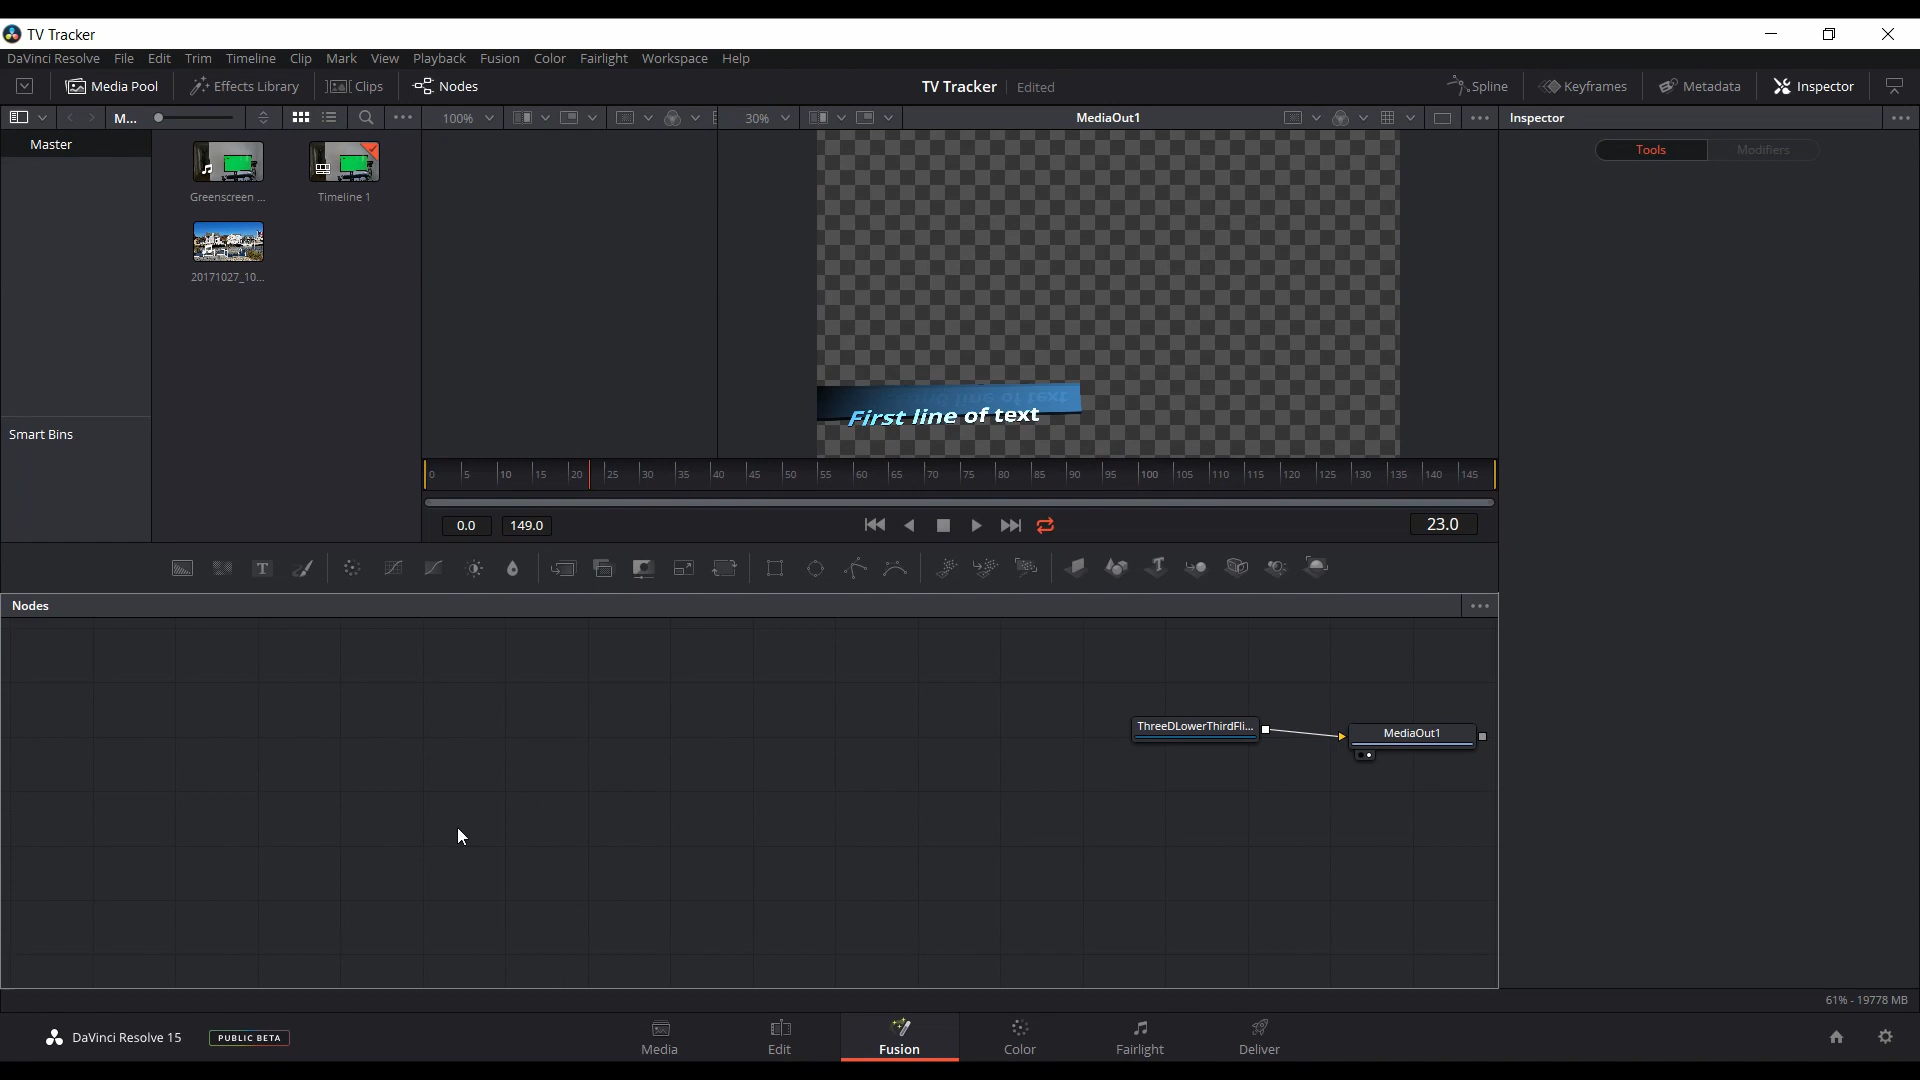 TV Tracker
DaVinci Resolve File Edit Trim Timeline Clip Mark View Playback Fusion Color Fairlight Workspace Help
Media Pool Effects Library Clips Nodes TV Tracker Edited Spline Keyframes Metadata Inspector
M... 100% 30% MediaOut1 Inspector
Master
Tools Modifiers
Greenscreen ... Timeline 1
20171027_10...
First line of text
Smart Bins
0 5 10 15 20 25 30 35 40 45 50 55 60 65 70 75 80 85 90 95 100 105 110 115 120 125 130 135 140 145
0.0 149.0 23.0
Nodes
ThreeDLowerThirdFli... MediaOut1
61% - 19778 MB
DaVinci Resolve 15 PUBLIC BETA Media Edit Fusion Color Fairlight Deliver